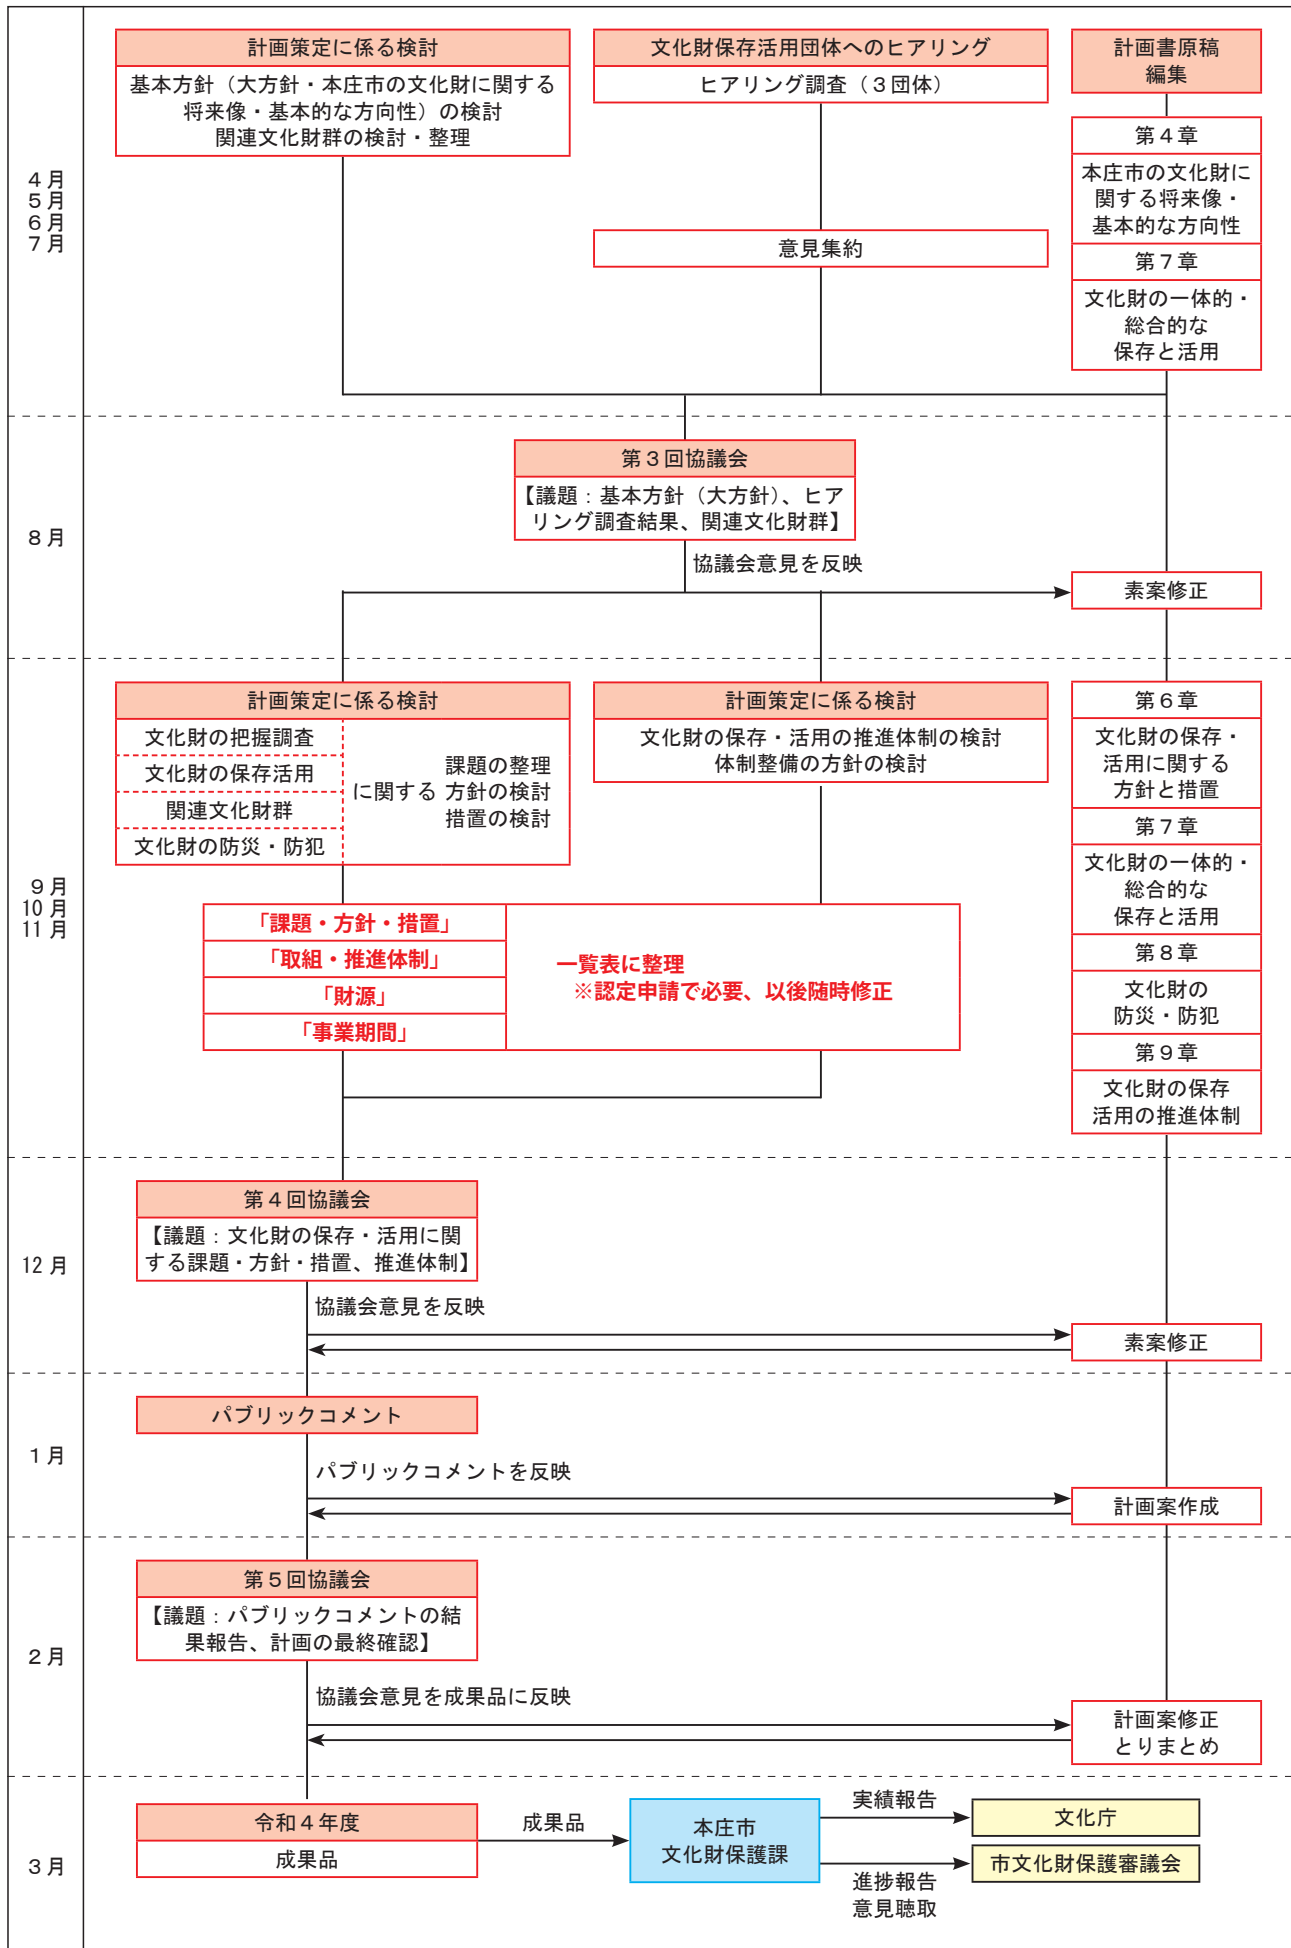 計画策定に係る検討
基本方針（大方針・本庄市の文化財に関する
将来像・基本的な方向性）の検討
関連文化財群の検討・整理
文化財保存活用団体へのヒアリング
ヒアリング調査（３団体）
意見集約
計画書原稿
編集
第４章
本庄市の文化財に
関する将来像・
基本的な方向性
第７章
文化財の一体的・
総合的な
保存と活用
４月
５月
６月
７月
８月
第３回協議会
【議題：基本方針（大方針）、ヒア
リング調査結果、関連文化財群】
協議会意見を反映
素案修正
９月
10月
11月
計画策定に係る検討
文化財の把握調査
文化財の保存活用
関連文化財群
文化財の防災・防犯
に関する
課題の整理
方針の検討
措置の検討
計画策定に係る検討
文化財の保存・活用の推進体制の検討
体制整備の方針の検討
「課題・方針・措置」
「取組・推進体制」
「財源」
「事業期間」
一覧表に整理
※認定申請で必要、以後随時修正
第６章
文化財の保存・
活用に関する
方針と措置
第７章
文化財の一体的・
総合的な
保存と活用
第８章
文化財の
防災・防犯
第９章
文化財の保存
活用の推進体制
12月
第４回協議会
【議題：文化財の保存・活用に関
する課題・方針・措置、推進体制】
協議会意見を反映
素案修正
１月
パブリックコメント
パブリックコメントを反映
計画案作成
２月
第５回協議会
【議題：パブリックコメントの結
果報告、計画の最終確認】
協議会意見を成果品に反映
計画案修正
とりまとめ
３月
令和４年度
成果品
成果品
本庄市
文化財保護課
実績報告
文化庁
進捗報告
意見聴取
市文化財保護審議会